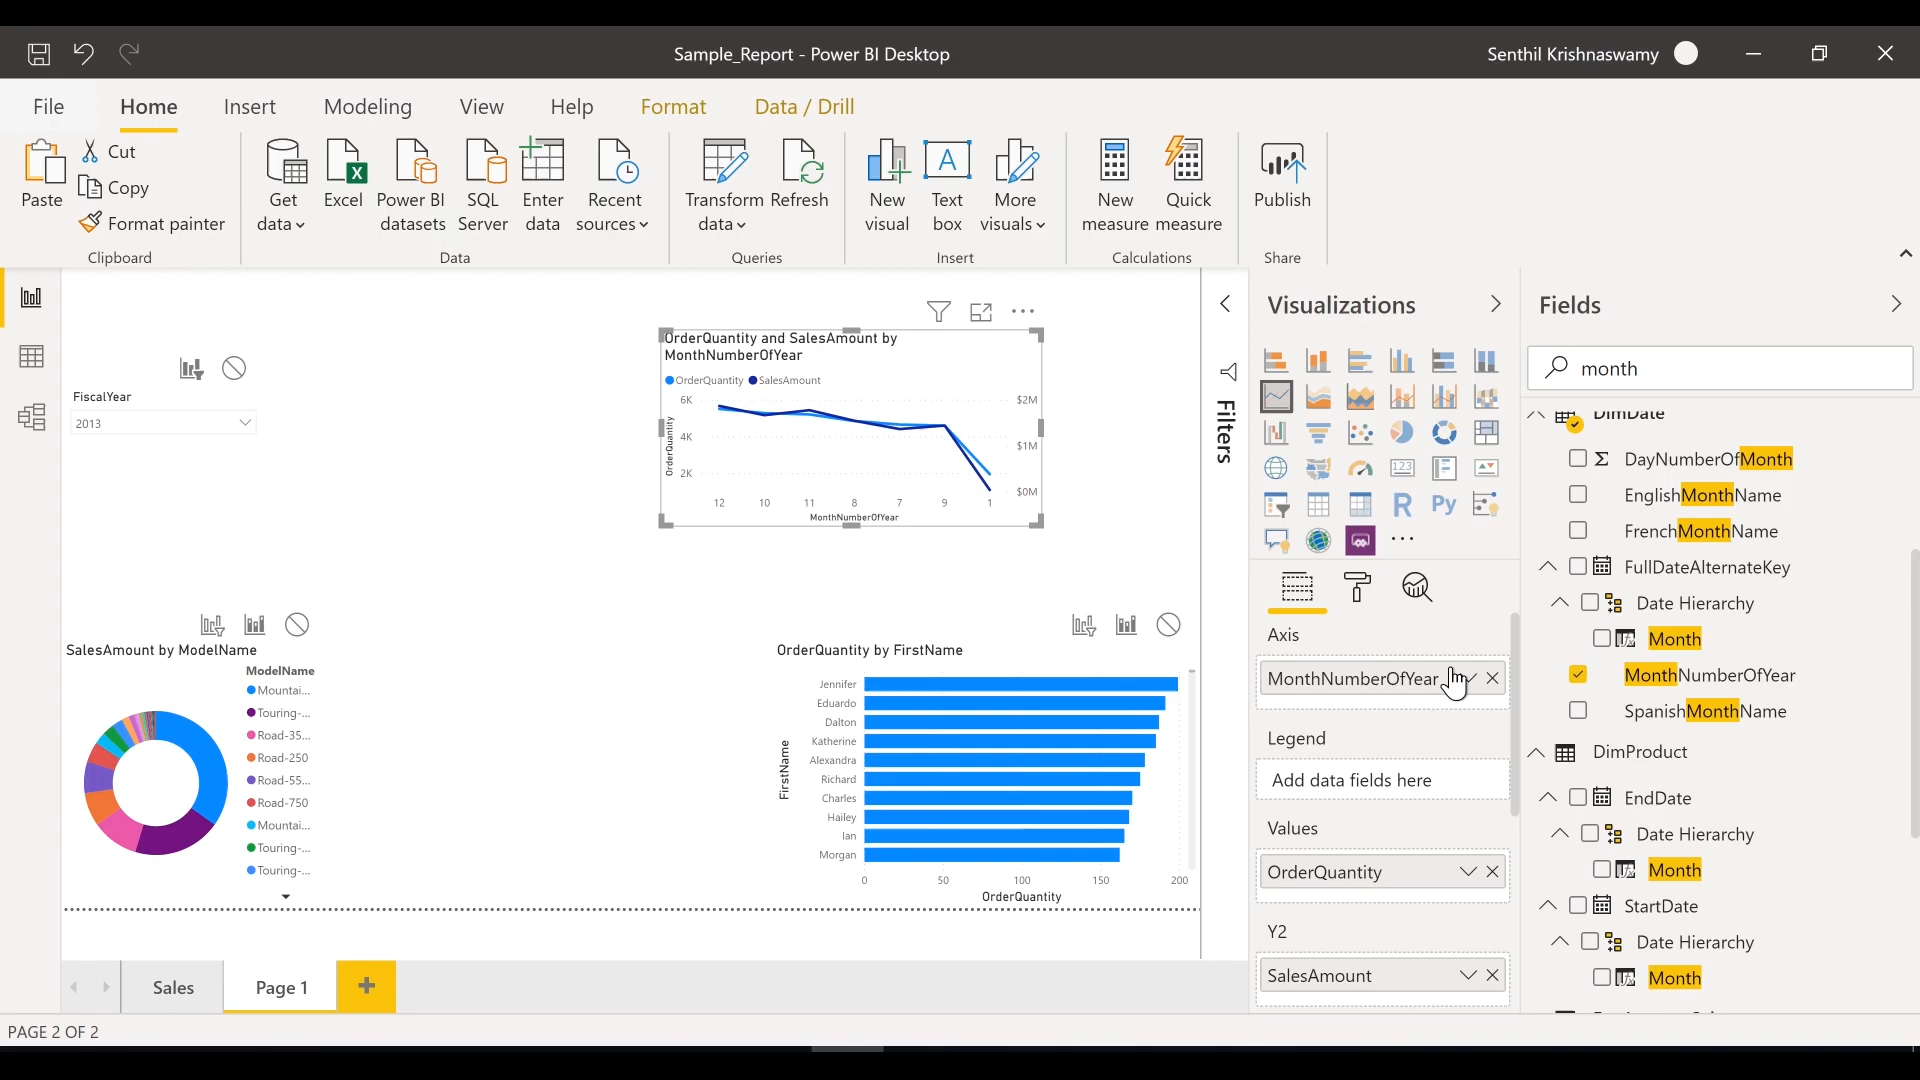 Sample_Report - Power BI Desktop
Senthil Krishnaswamy
File
Home
Insert
Modeling
View
Help
Format
Data / Drill
Paste
Cut
Copy
Format painter
Clipboard
Get
data
Excel
Power BI
datasets
SQL
Server
Enter
data
Recent
sources
Data
Transform
data
Refresh
Queries
New
visual
Text
box
More
visuals
Insert
New
measure
Quick
measure
Calculations
Publish
Share
FiscalYear
2013
OrderQuantity and SalesAmount by
MonthNumberOfYear
OrderQuantity
SalesAmount
6K
4K
2K
OrderQuantity
$2M
$1M
$0M
12
10
11
8
7
9
1
MonthNumberOfYear
SalesAmount by ModelName
ModelName
Mountai...
Touring-...
Road-35...
Road-250
Road-55...
Road-750
Mountai...
Touring-...
Touring-...
OrderQuantity by FirstName
FirstName
Jennifer
Eduardo
Dalton
Katherine
Alexandra
Richard
Charles
Hailey
Ian
Morgan
0
50
100
150
200
OrderQuantity
Filters
Visualizations
123
R
Py
Axis
MonthNumberOfYear
Legend
Add data fields here
Values
OrderQuantity
Y2
SalesAmount
Fields
month
DimDate
DayNumberOfMonth
EnglishMonthName
FrenchMonthName
FullDateAlternateKey
Date Hierarchy
Month
MonthNumberOfYear
SpanishMonthName
DimProduct
EndDate
Date Hierarchy
Month
StartDate
Date Hierarchy
Month
Sales
Page 1
PAGE 2 OF 2